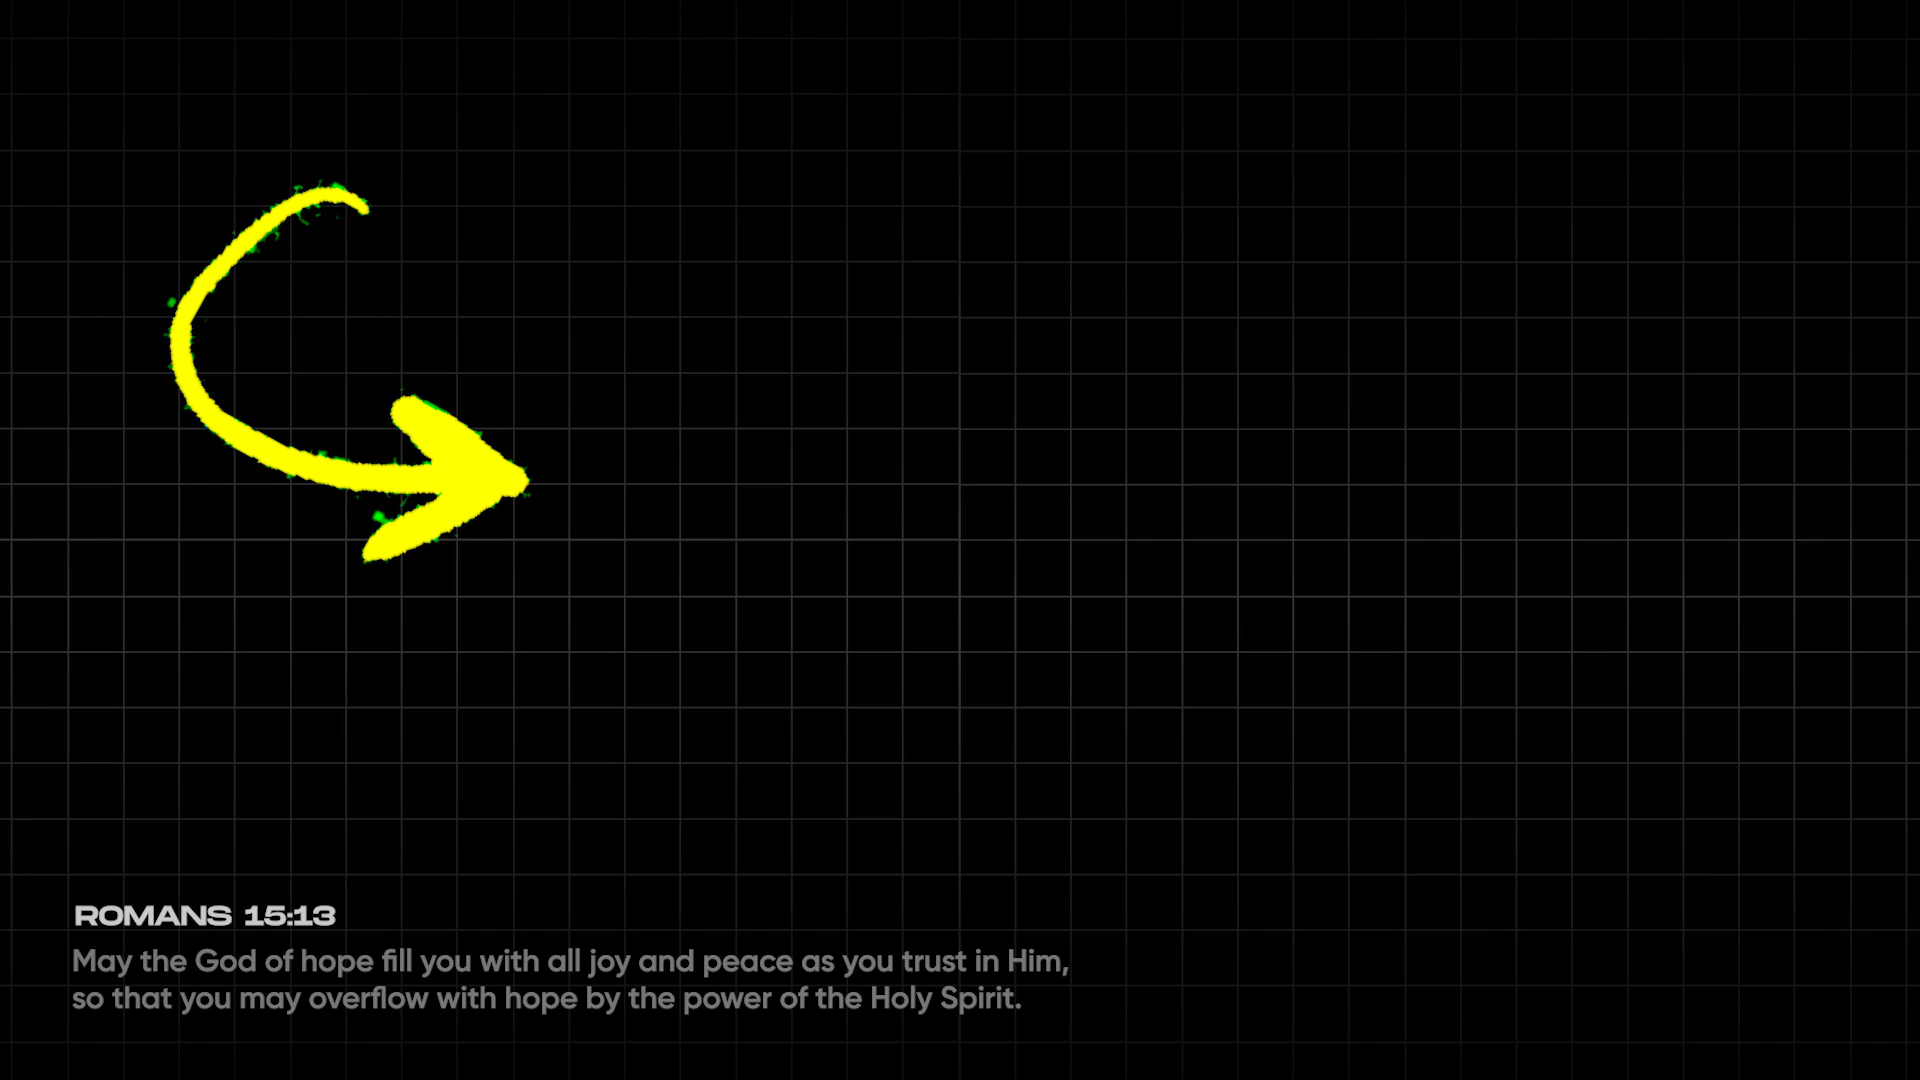 ROMANS 15:13
May the God of hope fill you with all joy and peace as you trust in Him,
so that you may overflow with hope by the power of the Holy Spirit.